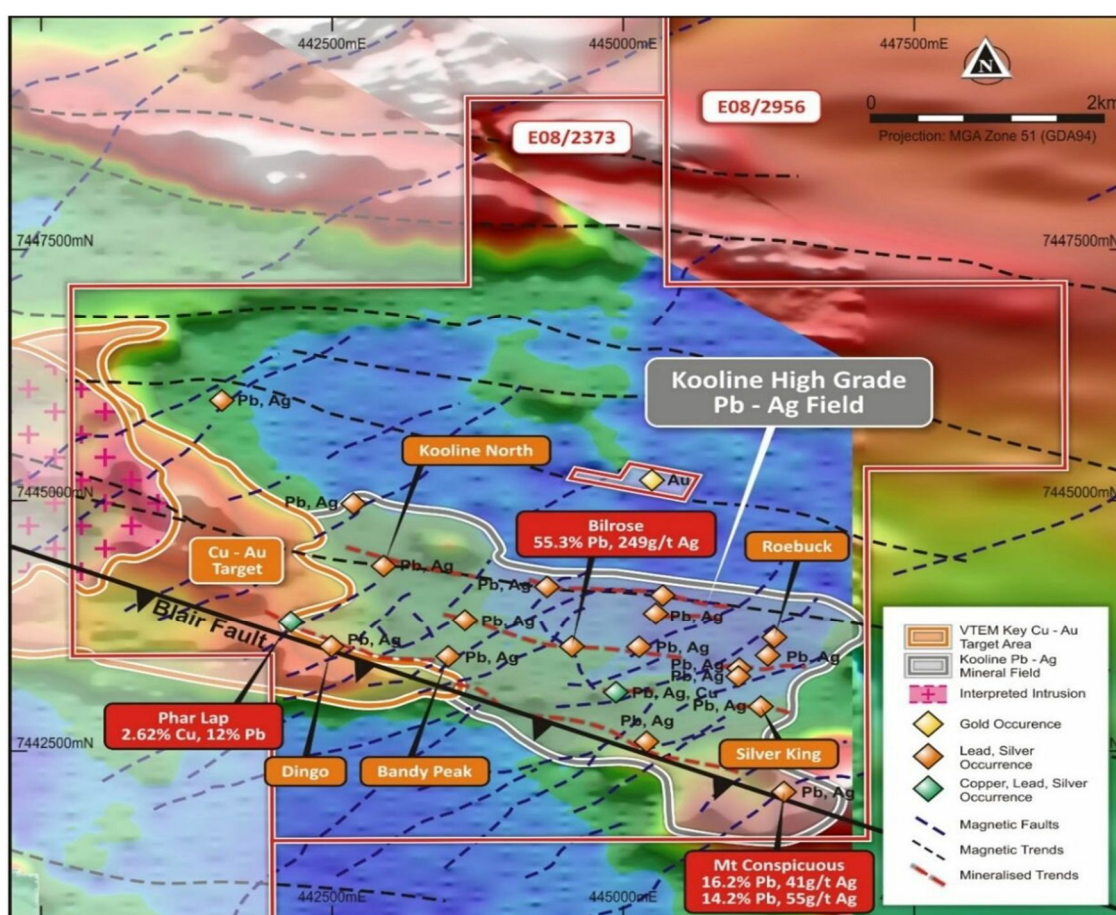 442500mE
445000mE
447500mE
N
0
2km
Projection: MGA Zone 51 (GDA94)
E08/2373
E08/2956
7447500mN
7447500mN
Kooline High Grade
Pb - Ag Field
Pb, Ag
Kooline North
Au
7445000mN
7445000mN
Pb, Ag
Bilrose
55.3% Pb, 249g/t Ag
Roebuck
Cu - Au
Target
Pb, Ag
Pb, Ag
Pb, Ag
Blair Fault
Pb, Ag
Pb, Ag
Pb, Ag
Pb, Ag
Pb, Ag
Pb, Ag
Pb, Ag
Pb, Ag, Cu
Pb, Ag
Pb, Ag
Phar Lap
2.62% Cu, 12% Pb
Dingo
Bandy Peak
Silver King
7442500mN
7442500mN
Pb, Ag
Mt Conspicuous
16.2% Pb, 41g/t Ag
14.2% Pb, 55g/t Ag
442500mE
445000mE
VTEM Key Cu - Au
Target Area
Kooline Pb - Ag
Mineral Field
Interpreted Intrusion
Gold Occurence
Lead, Silver
Occurrence
Copper, Lead, Silver
Occurrence
Magnetic Faults
Magnetic Trends
Mineralised Trends